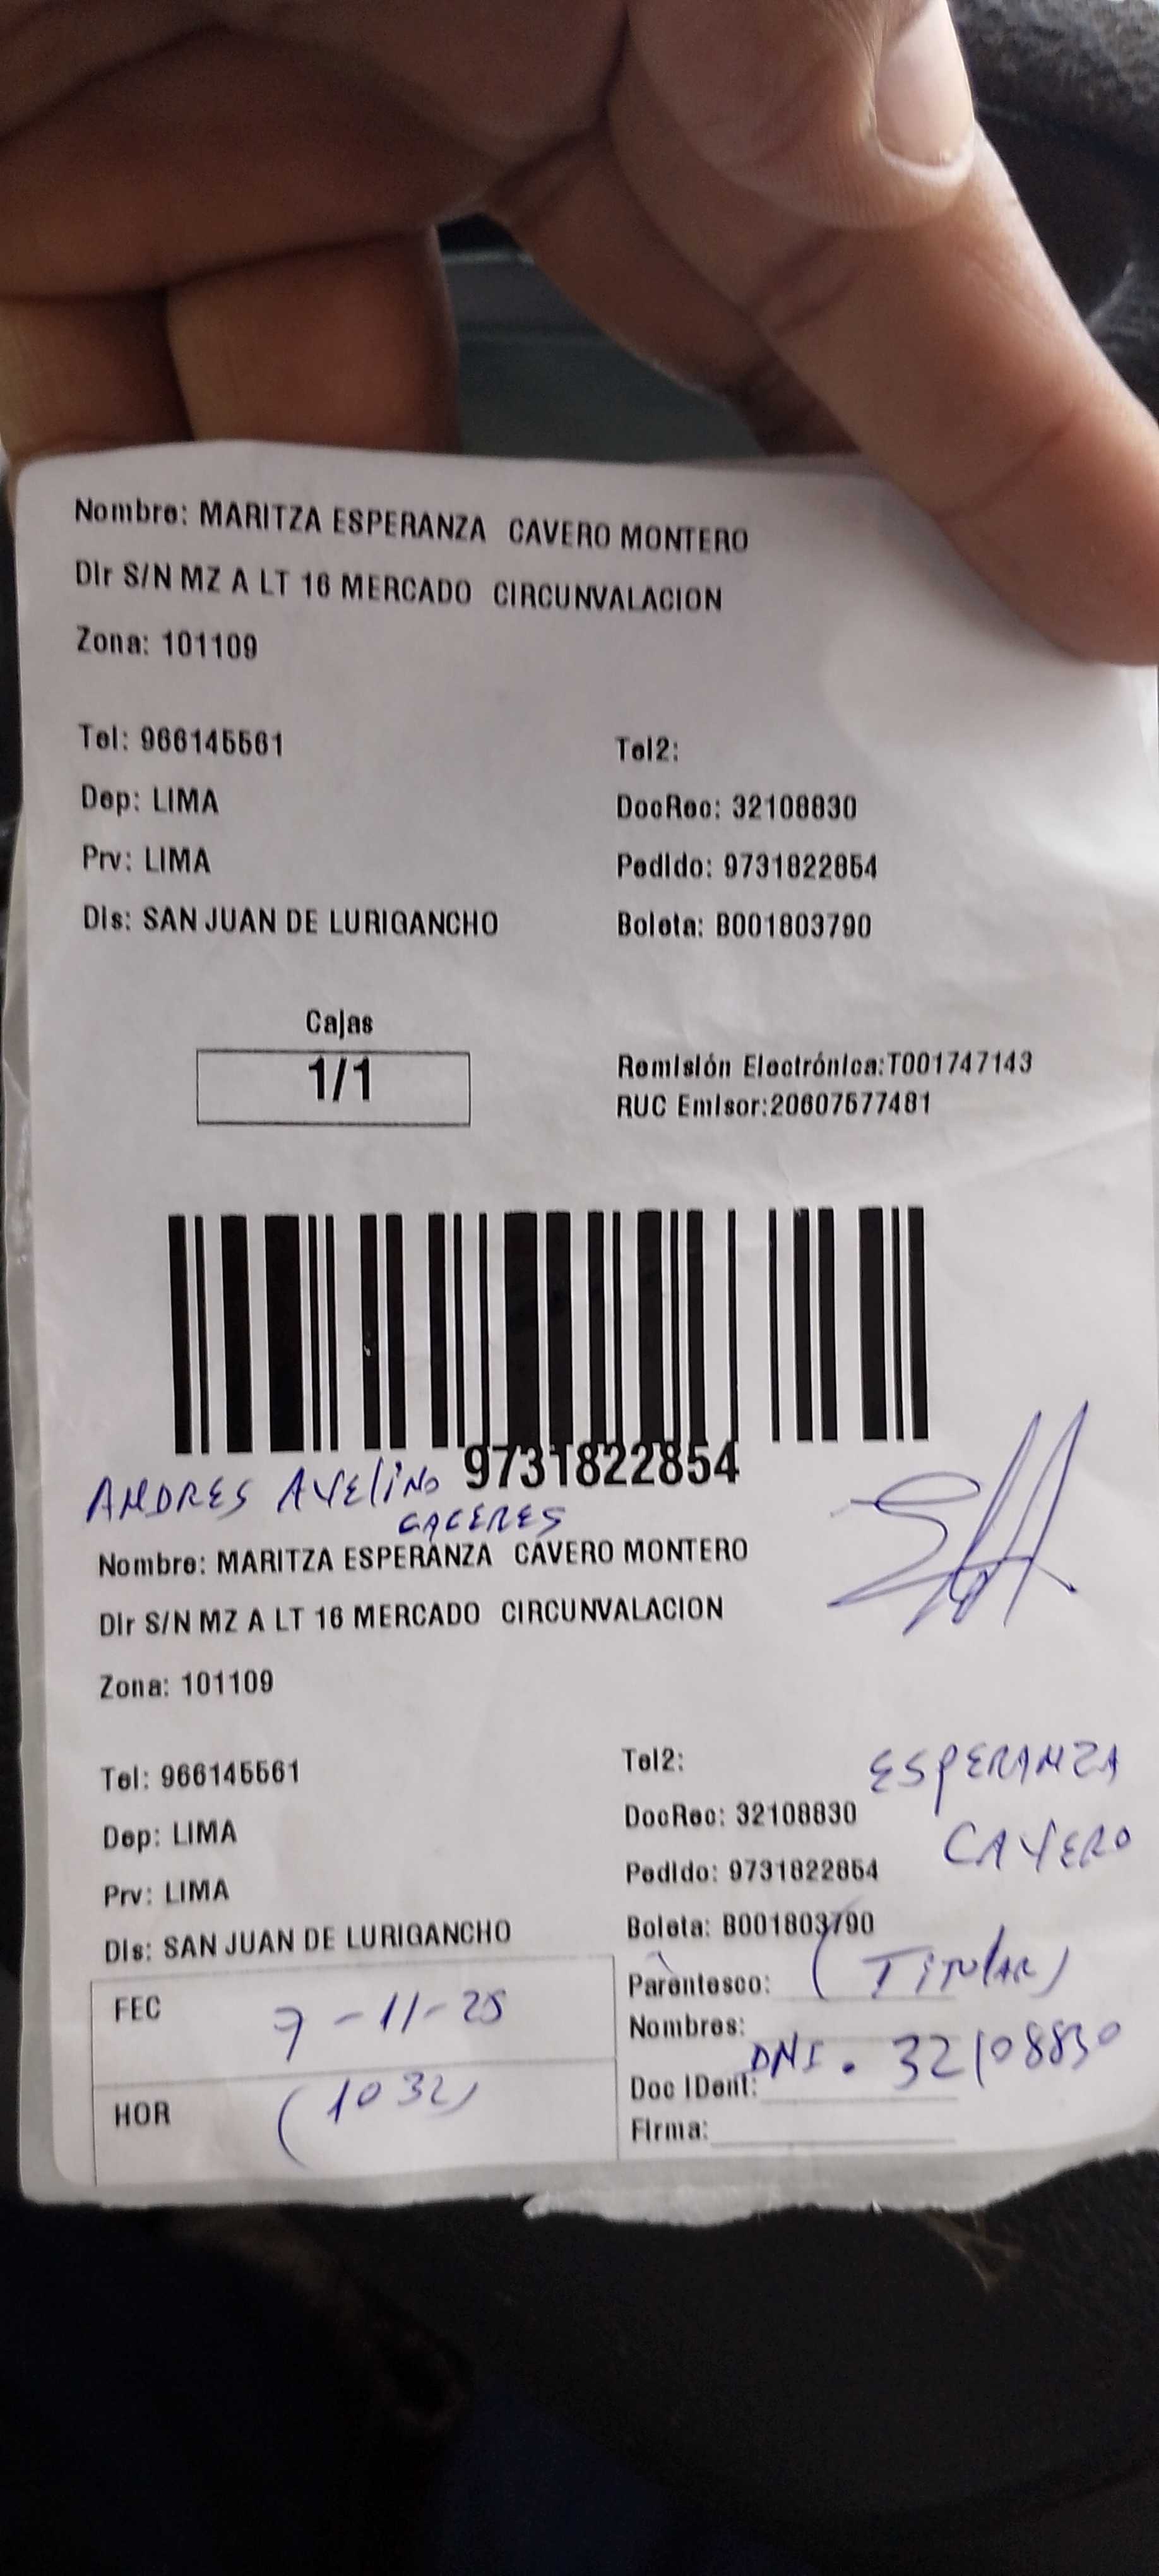 Nombre: MARITZA ESPERANZA CAVERO MONTERO
Dir S/N MZ A LT 16 MERCADO CIRCUNVALACION
Zona: 101109
Tel: 966145561
Tel2:
Dep: LIMA
DocRec: 32108830
Prv: LIMA
Pedido: 9731822854
Dis: SAN JUAN DE LURIGANCHO
Boleta: B001803790
Cajas
1/1
Remisión Electrónica:T001747143
RUC Emisor:20607577481
9731822854
ANDRES AVELINO
CACERES
Nombre: MARITZA ESPERANZA CAVERO MONTERO
Dir S/N MZ A LT 16 MERCADO CIRCUNVALACION
Zona: 101109
Tel: 966145561
Tel2:
ESPERANZA
Dep: LIMA
DocRec: 32108830
CAVERO
Prv: LIMA
Pedido: 9731822854
Dis: SAN JUAN DE LURIGANCHO
Boleta: B001803790
FEC 7-11-25
Parentesco: (TITULAR)
Nombres:
HOR (1032)
Doc IDent: DNI. 32108830
Firma: